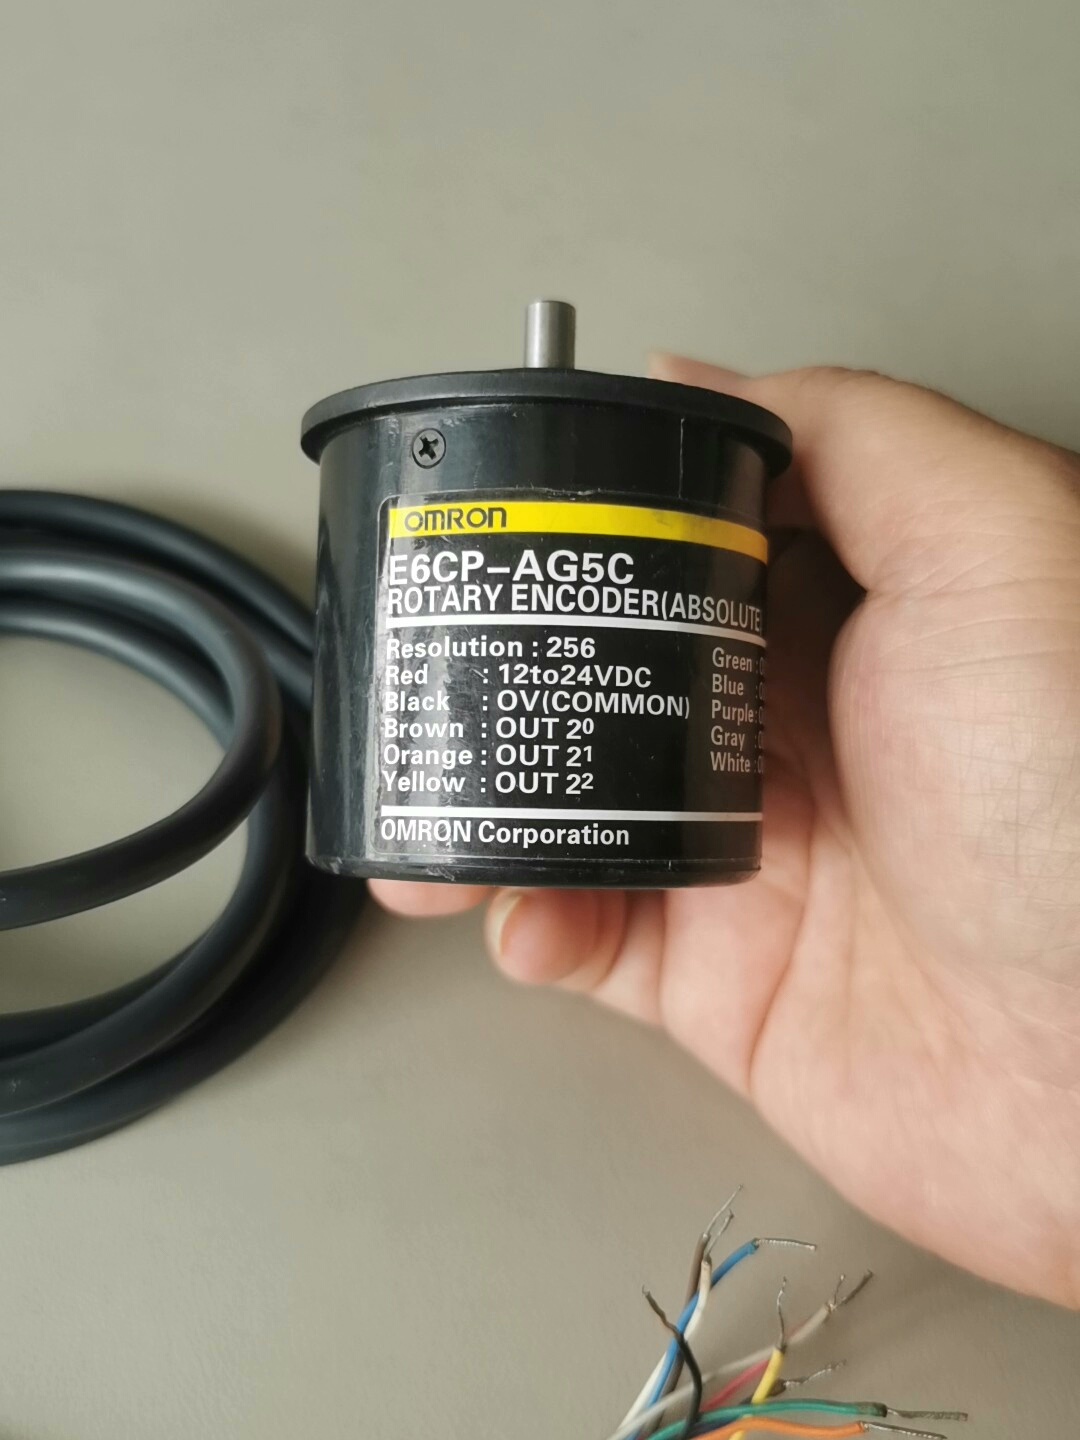 OMRON
E6CP-AG5C
ROTARY ENCODER(ABSOLUTE)
Resolution : 256
Red : 12to24VDC
Black : 0V(COMMON)
Brown : OUT 2⁰
Orange : OUT 2¹
Yellow : OUT 2²
Green :
Blue :
Purple :
Gray :
White :
OMRON Corporation